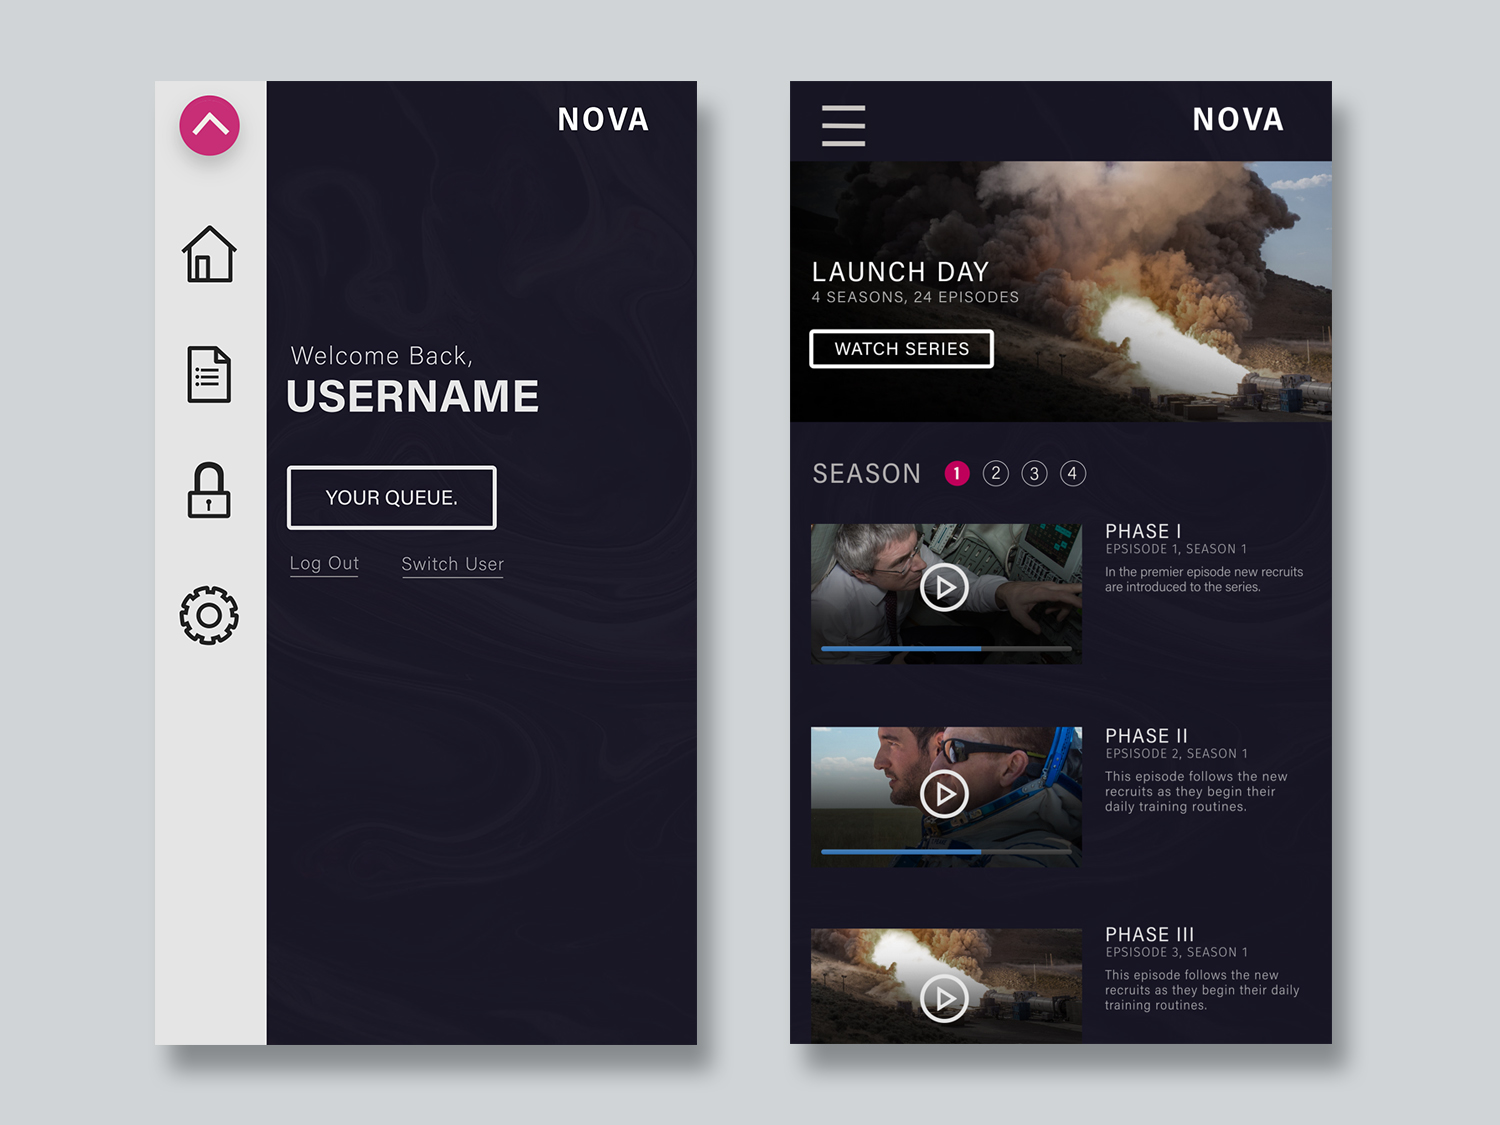 NOVA
Welcome Back,
USERNAME
YOUR QUEUE.
Log Out
Switch User
NOVA
LAUNCH DAY
4 SEASONS, 24 EPISODES
WATCH SERIES
SEASON 1 2 3 4
PHASE I
EPSISODE 1, SEASON 1
In the premier episode new recruits
are introduced to the series.
PHASE II
EPSISODE 2, SEASON 1
This episode follows the new
recruits as they begin their
daily training routines.
PHASE III
EPSISODE 3, SEASON 1
This episode follows the new
recruits as they begin their daily
training routines.